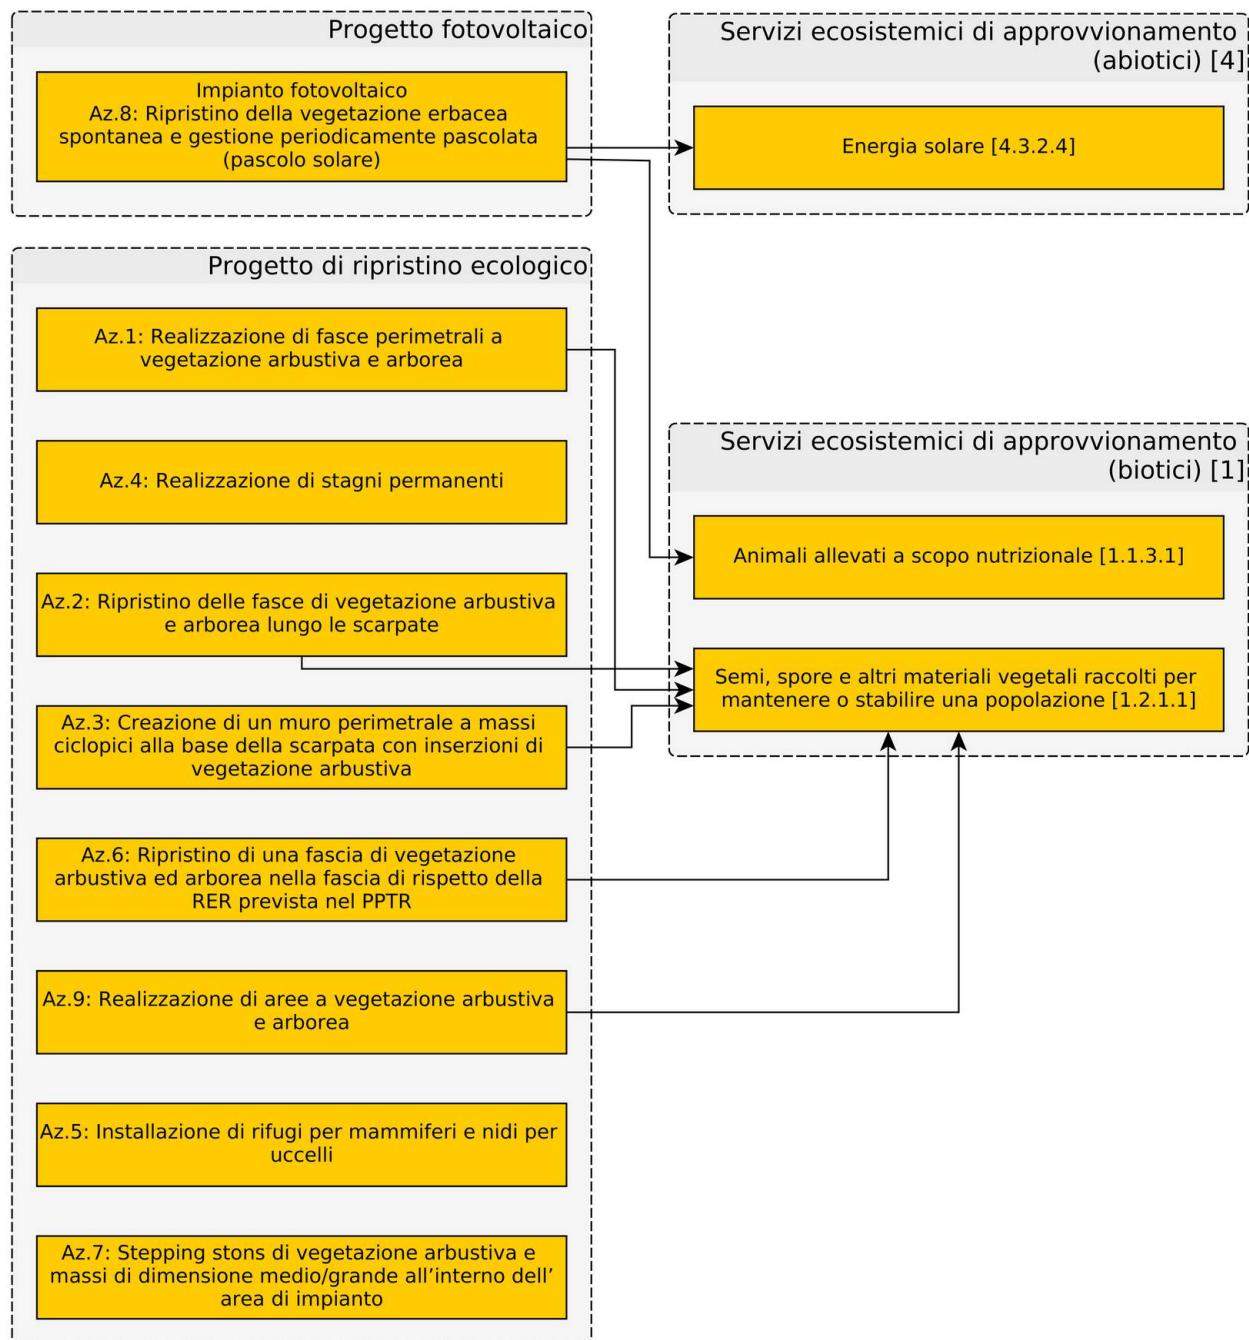 Progetto fotovoltaico
Impianto fotovoltaico
Az.8: Ripristino della vegetazione erbacea
spontanea e gestione periodicamente pascolata
(pascolo solare)
Servizi ecosistemici di approvvionamento
(abiotici) [4]
Energia solare [4.3.2.4]
Progetto di ripristino ecologico
Az.1: Realizzazione di fasce perimetrali a
vegetazione arbustiva e arborea
Az.4: Realizzazione di stagni permanenti
Az.2: Ripristino delle fasce di vegetazione arbustiva
e arborea lungo le scarpate
Az.3: Creazione di un muro perimetrale a massi
ciclopici alla base della scarpata con inserzioni di
vegetazione arbustiva
Az.6: Ripristino di una fascia di vegetazione
arbustiva ed arborea nella fascia di rispetto della
RER prevista nel PPTR
Az.9: Realizzazione di aree a vegetazione arbustiva
e arborea
Az.5: Installazione di rifugi per mammiferi e nidi per
uccelli
Az.7: Stepping stons di vegetazione arbustiva e
massi di dimensione medio/grande all’interno dell’
area di impianto
Servizi ecosistemici di approvvionamento
(biotici) [1]
Animali allevati a scopo nutrizionale [1.1.3.1]
Semi, spore e altri materiali vegetali raccolti per
mantenere o stabilire una popolazione [1.2.1.1]